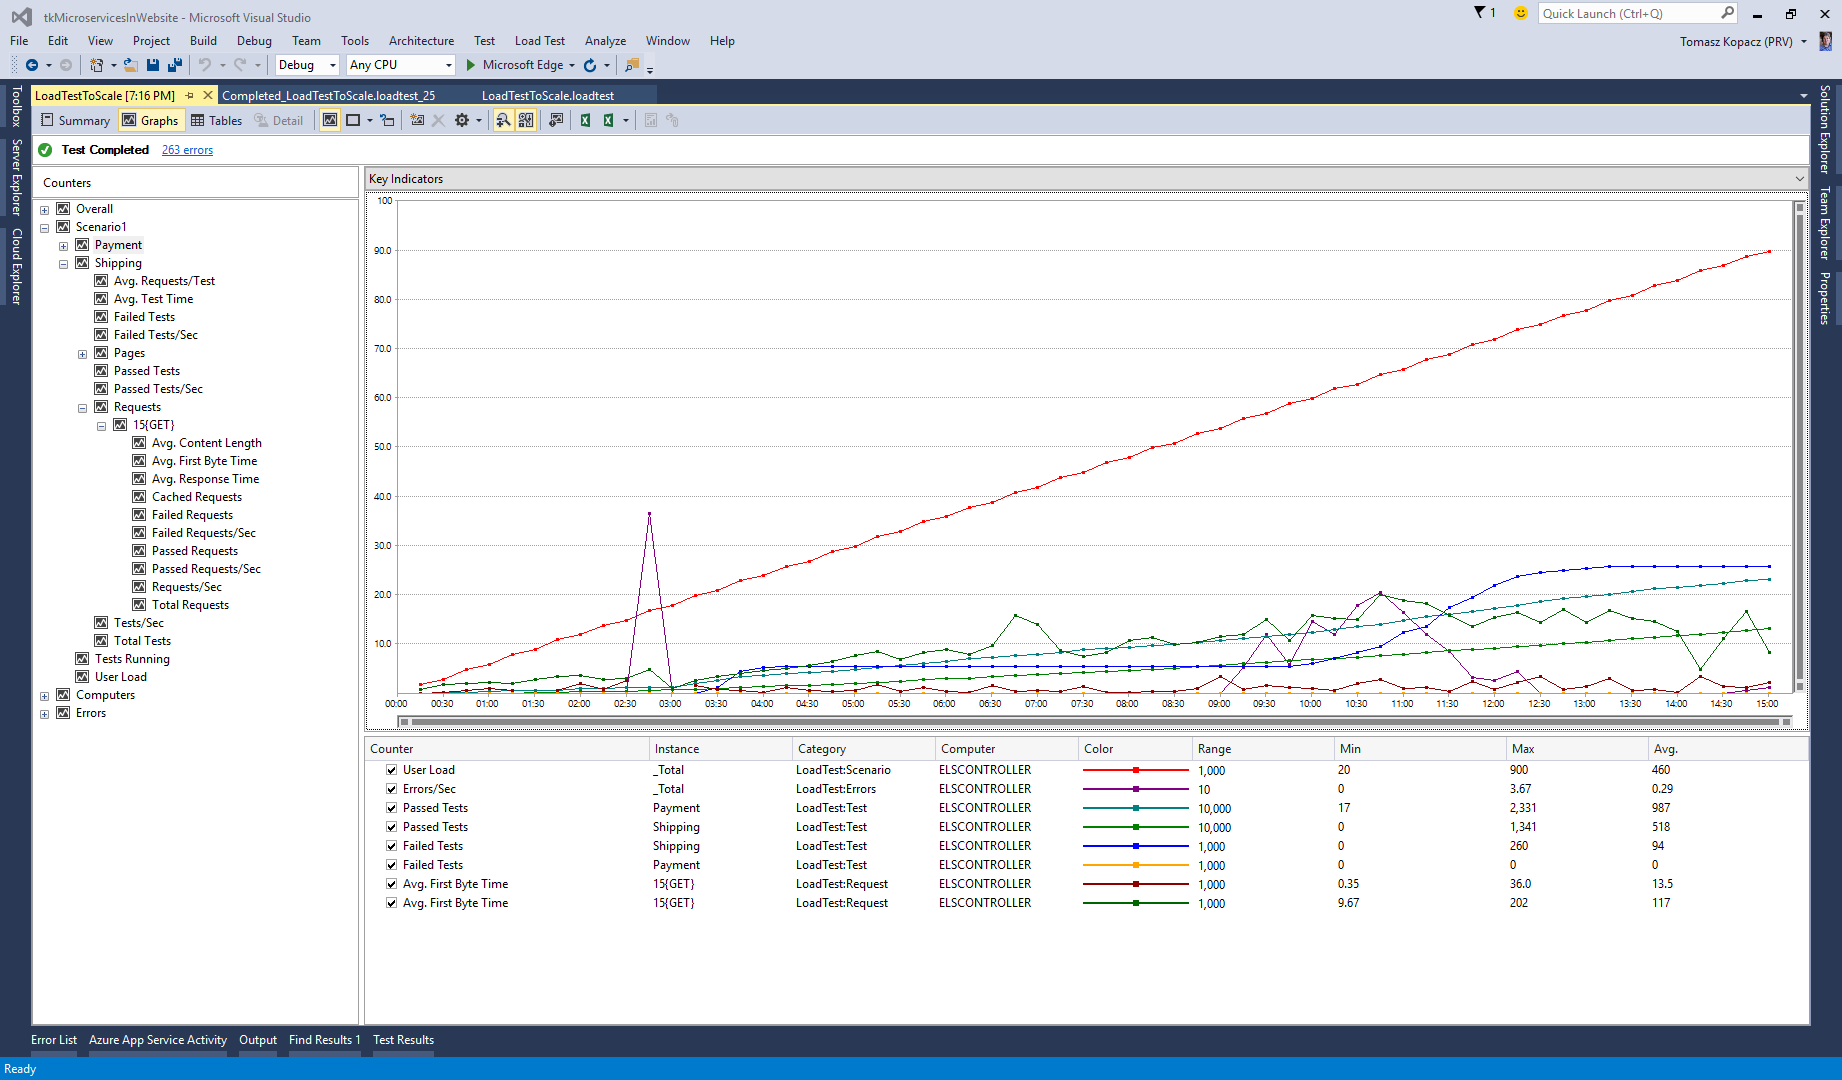 tkMicroservicesInWebsite - Microsoft Visual Studio
1
Quick Launch (Ctrl+Q)
File Edit View Project Build Debug Team Tools Architecture Test Load Test Analyze Window Help
Tomasz Kopacz (PRV)
Debug Any CPU Microsoft Edge
Toolbox
Server Explorer
Cloud Explorer
LoadTestToScale [7:16 PM] Completed_LoadTestToScale.loadtest_25 LoadTestToScale.loadtest
Summary Graphs Tables Detail
Test Completed 263 errors
Counters
Overall
Scenario1
Payment
Shipping
Avg. Requests/Test
Avg. Test Time
Failed Tests
Failed Tests/Sec
Pages
Passed Tests
Passed Tests/Sec
Requests
15{GET}
Avg. Content Length
Avg. First Byte Time
Avg. Response Time
Cached Requests
Failed Requests
Failed Requests/Sec
Passed Requests
Passed Requests/Sec
Requests/Sec
Total Requests
Tests/Sec
Total Tests
Tests Running
User Load
Computers
Errors
Key Indicators
100
90.0
80.0
70.0
60.0
50.0
40.0
30.0
20.0
10.0
00:00 00:30 01:00 01:30 02:00 02:30 03:00 03:30 04:00 04:30 05:00 05:30 06:00 06:30 07:00 07:30 08:00 08:30 09:00 09:30 10:00 10:30 11:00 11:30 12:00 12:30 13:00 13:30 14:00 14:30 15:00
Counter Instance Category Computer Color Range Min Max Avg.
User Load _Total LoadTest:Scenario ELSCONTROLLER 1,000 20 900 460
Errors/Sec _Total LoadTest:Errors ELSCONTROLLER 10 0 3.67 0.29
Passed Tests Payment LoadTest:Test ELSCONTROLLER 10,000 17 2,331 987
Passed Tests Shipping LoadTest:Test ELSCONTROLLER 10,000 0 1,341 518
Failed Tests Shipping LoadTest:Test ELSCONTROLLER 1,000 0 260 94
Failed Tests Payment LoadTest:Test ELSCONTROLLER 1,000 0 0 0
Avg. First Byte Time 15{GET} LoadTest:Request ELSCONTROLLER 1,000 0.35 36.0 13.5
Avg. First Byte Time 15{GET} LoadTest:Request ELSCONTROLLER 1,000 9.67 202 117
Solution Explorer
Team Explorer
Properties
Error List Azure App Service Activity Output Find Results 1 Test Results
Ready